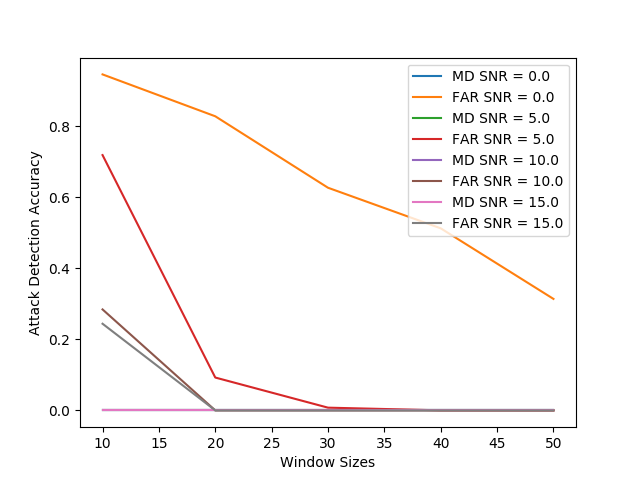 MD SNR = 0.0
FAR SNR = 0.0
MD SNR = 5.0
FAR SNR = 5.0
MD SNR = 10.0
FAR SNR = 10.0
MD SNR = 15.0
FAR SNR = 15.0
Attack Detection Accuracy
0.8
0.6
0.4
0.2
0.0
10 15 20 25 30 35 40 45 50
Window Sizes